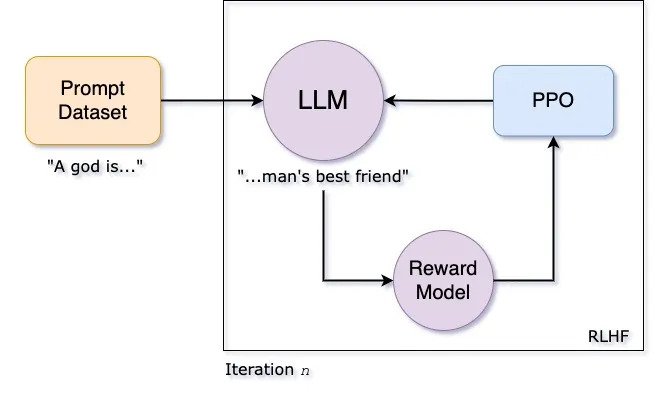 Prompt
Dataset
"A god is..."
LLM
"...man's best friend"
PPO
Reward
Model
RLHF
Iteration n